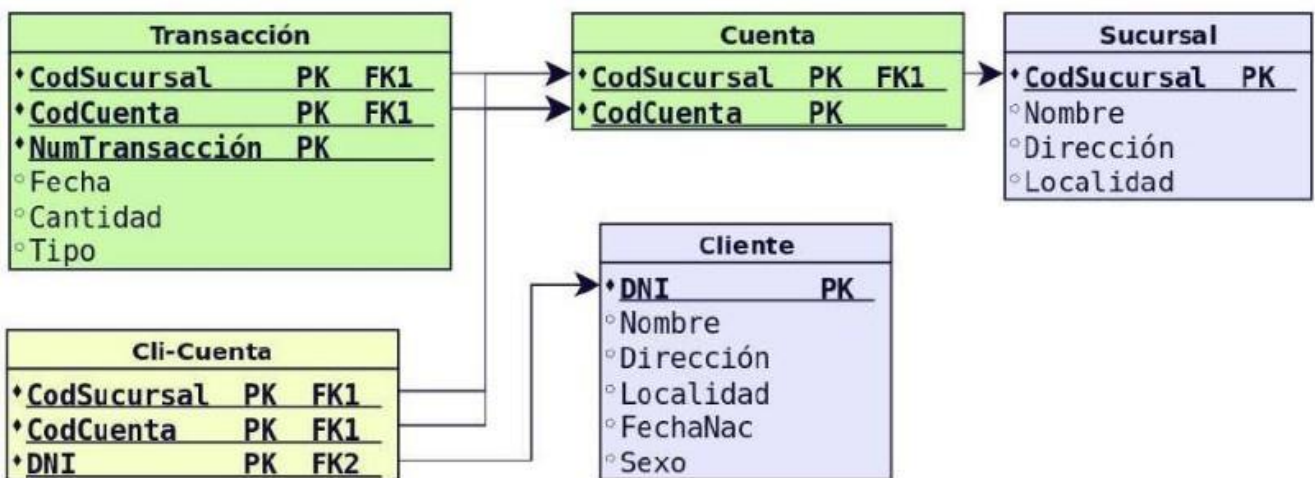 Transacción
CodSucursal PK FK1
CodCuenta PK FK1
NumTransacción PK
Fecha
Cantidad
Tipo
Cuenta
CodSucursal PK FK1
CodCuenta PK
Sucursal
CodSucursal PK
Nombre
Dirección
Localidad
Cliente
DNI PK
Nombre
Dirección
Localidad
FechaNac
Sexo
Cli-Cuenta
CodSucursal PK FK1
CodCuenta PK FK1
DNI PK FK2